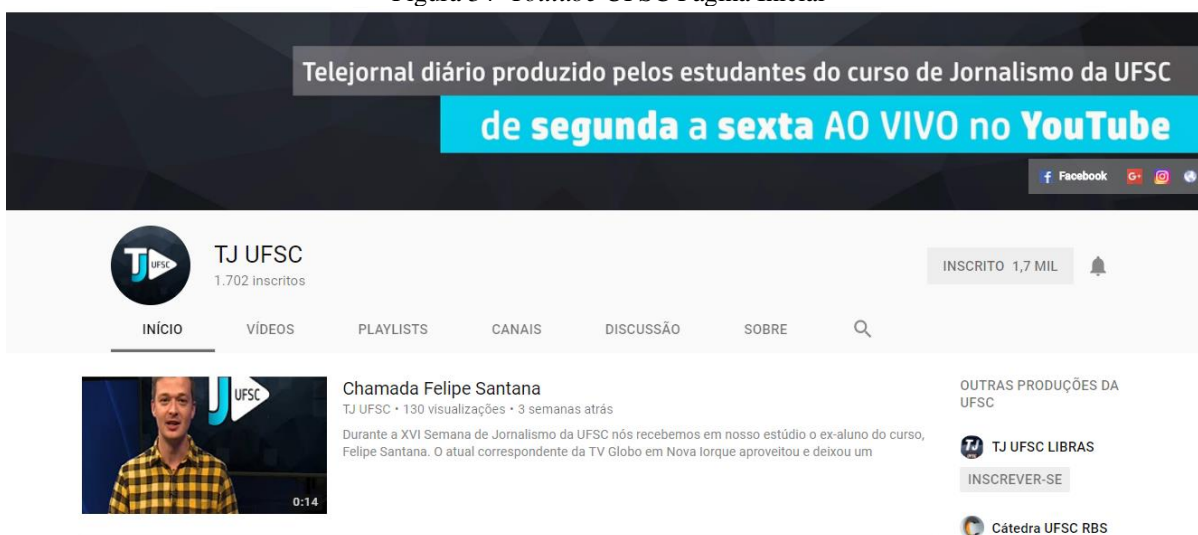 Telejornal diário produzido pelos estudantes do curso de Jornalismo da UFSC
de segunda a sexta AO VIVO no YouTube
Facebook G+
TJ UFSC
TJ UFSC
1.702 inscritos
INSCRITO 1,7 MIL
INÍCIO VÍDEOS PLAYLISTS CANAIS DISCUSSÃO SOBRE
UFSC
0:14
Chamada Felipe Santana
TJ UFSC • 130 visualizações • 3 semanas atrás
Durante a XVI Semana de Jornalismo da UFSC nós recebemos em nosso estúdio o ex-aluno do curso,
Felipe Santana. O atual correspondente da TV Globo em Nova Iorque aproveitou e deixou um
OUTRAS PRODUÇÕES DA
UFSC
TJ UFSC LIBRAS
INSCREVER-SE
Cátedra UFSC RBS